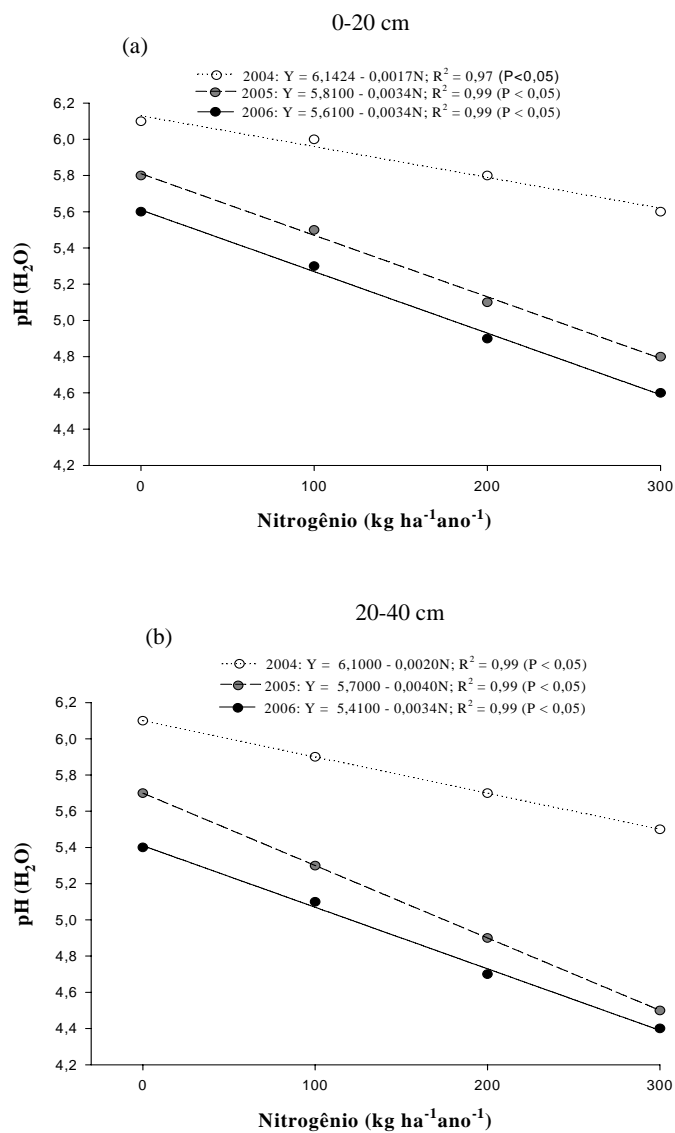 0-20 cm
(a)
2004: Y = 6,1424 - 0,0017N; R² = 0,97 (P<0,05)
2005: Y = 5,8100 - 0,0034N; R² = 0,99 (P < 0,05)
2006: Y = 5,6100 - 0,0034N; R² = 0,99 (P < 0,05)
6,2
6,0
5,8
5,6
5,4
5,2
5,0
4,8
4,6
4,4
4,2
pH (H₂O)
0 100 200 300
Nitrogênio (kg ha⁻¹ano⁻¹)
20-40 cm
(b)
2004: Y = 6,1000 - 0,0020N; R² = 0,99 (P < 0,05)
2005: Y = 5,7000 - 0,0040N; R² = 0,99 (P < 0,05)
2006: Y = 5,4100 - 0,0034N; R² = 0,99 (P < 0,05)
6,2
6,0
5,8
5,6
5,4
5,2
5,0
4,8
4,6
4,4
4,2
pH (H₂O)
0 100 200 300
Nitrogênio (kg ha⁻¹ano⁻¹)